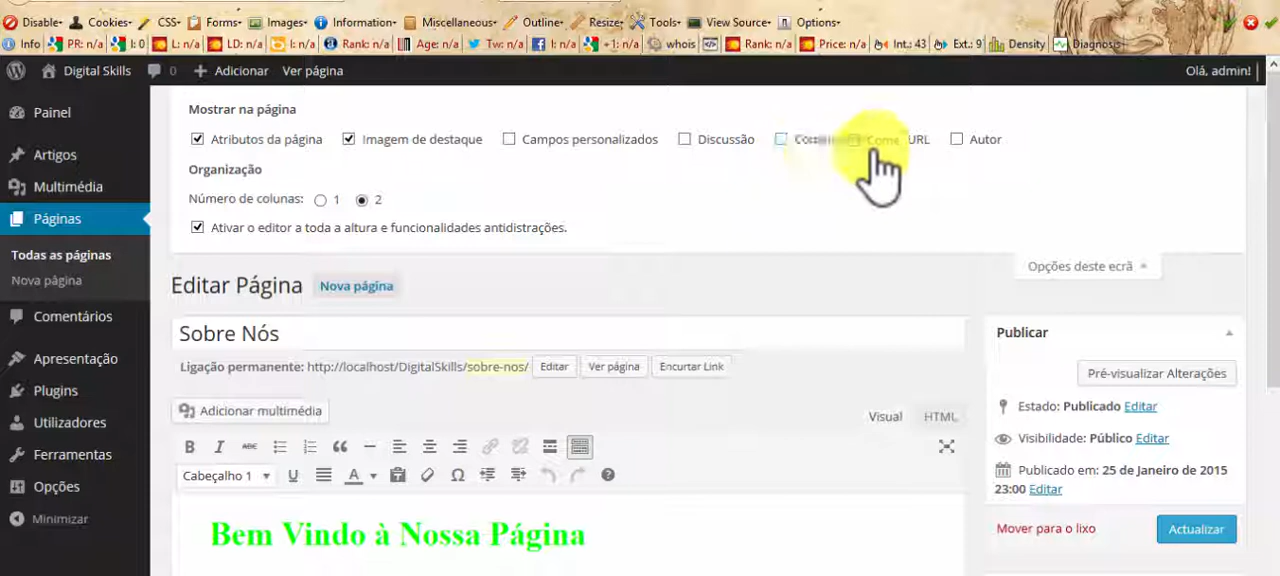 Disable▾ Cookies▾ CSS▾ Forms▾ Images▾ Information▾ Miscellaneous▾ Outline▾ Resize▾ Tools▾ View Source▾ Options▾
Info PR: n/a I: 0 L: n/a LD: n/a I: n/a Rank: n/a Age: n/a Tw: n/a I: n/a +1: n/a whois Rank: n/a Price: n/a Int.: 43 Ext.: 9 Density Diagnosis
Digital Skills 0 + Adicionar Ver página Olá, admin!
Painel
Artigos
Multimédia
Páginas
Todas as páginas
Nova página
Comentários
Apresentação
Plugins
Utilizadores
Ferramentas
Opções
Minimizar
Mostrar na página
Atributos da página Imagem de destaque Campos personalizados Discussão URL Autor
Organização
Número de colunas: 1 2
Ativar o editor a toda a altura e funcionalidades antidistrações.
Opções deste ecrã
Editar Página Nova página
Sobre Nós
Ligação permanente: http://localhost/DigitalSkills/sobre-nos/ Editar Ver página Encurtar Link
Adicionar multimédia Visual HTML
B I ABC
Cabeçalho 1 U A Ω
Bem Vindo à Nossa Página
Publicar
Pré-visualizar Alterações
Estado: Publicado Editar
Visibilidade: Público Editar
Publicado em: 25 de Janeiro de 2015
23:00 Editar
Mover para o lixo Actualizar